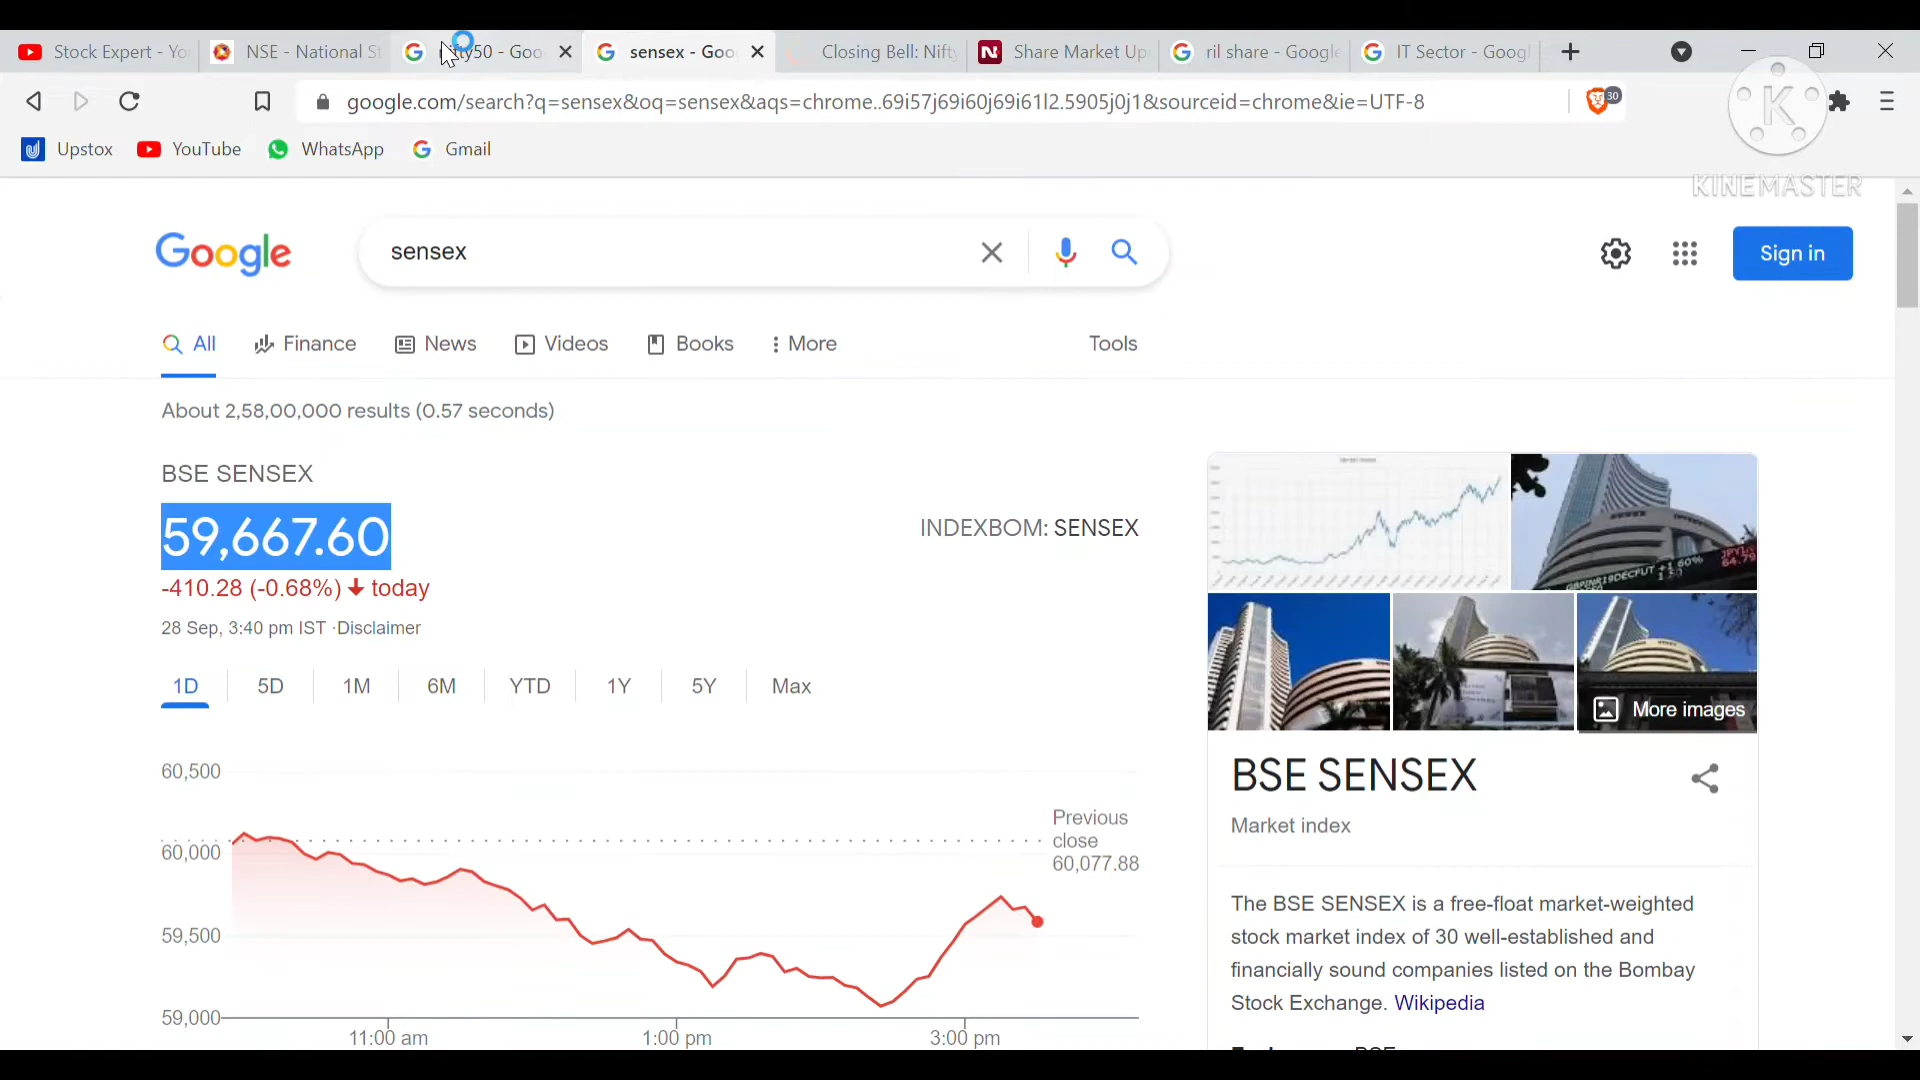 Stock Expert - Yo
NSE - National St
nifty50 - Goo
sensex - Goo
Closing Bell: Nifty
Share Market Up
ril share - Google
IT Sector - Googl
google.com/search?q=sensex&oq=sensex&aqs=chrome..69i57j69i60j69i61l2.5905j0j1&sourceid=chrome&ie=UTF-8
30
Upstox
YouTube
WhatsApp
Gmail
K
KINEMASTER
Google
sensex
Sign in
All
Finance
News
Videos
Books
More
Tools
About 2,58,00,000 results (0.57 seconds)
BSE SENSEX
59,667.60
INDEXBOM: SENSEX
-410.28 (-0.68%) ↓ today
28 Sep, 3:40 pm IST ·Disclaimer
1D
5D
1M
6M
YTD
1Y
5Y
Max
60,500
60,000
59,500
59,000
Previous
close
60,077.88
11:00 am
1:00 pm
3:00 pm
More images
BSE SENSEX
Market index
The BSE SENSEX is a free-float market-weighted
stock market index of 30 well-established and
financially sound companies listed on the Bombay
Stock Exchange. Wikipedia